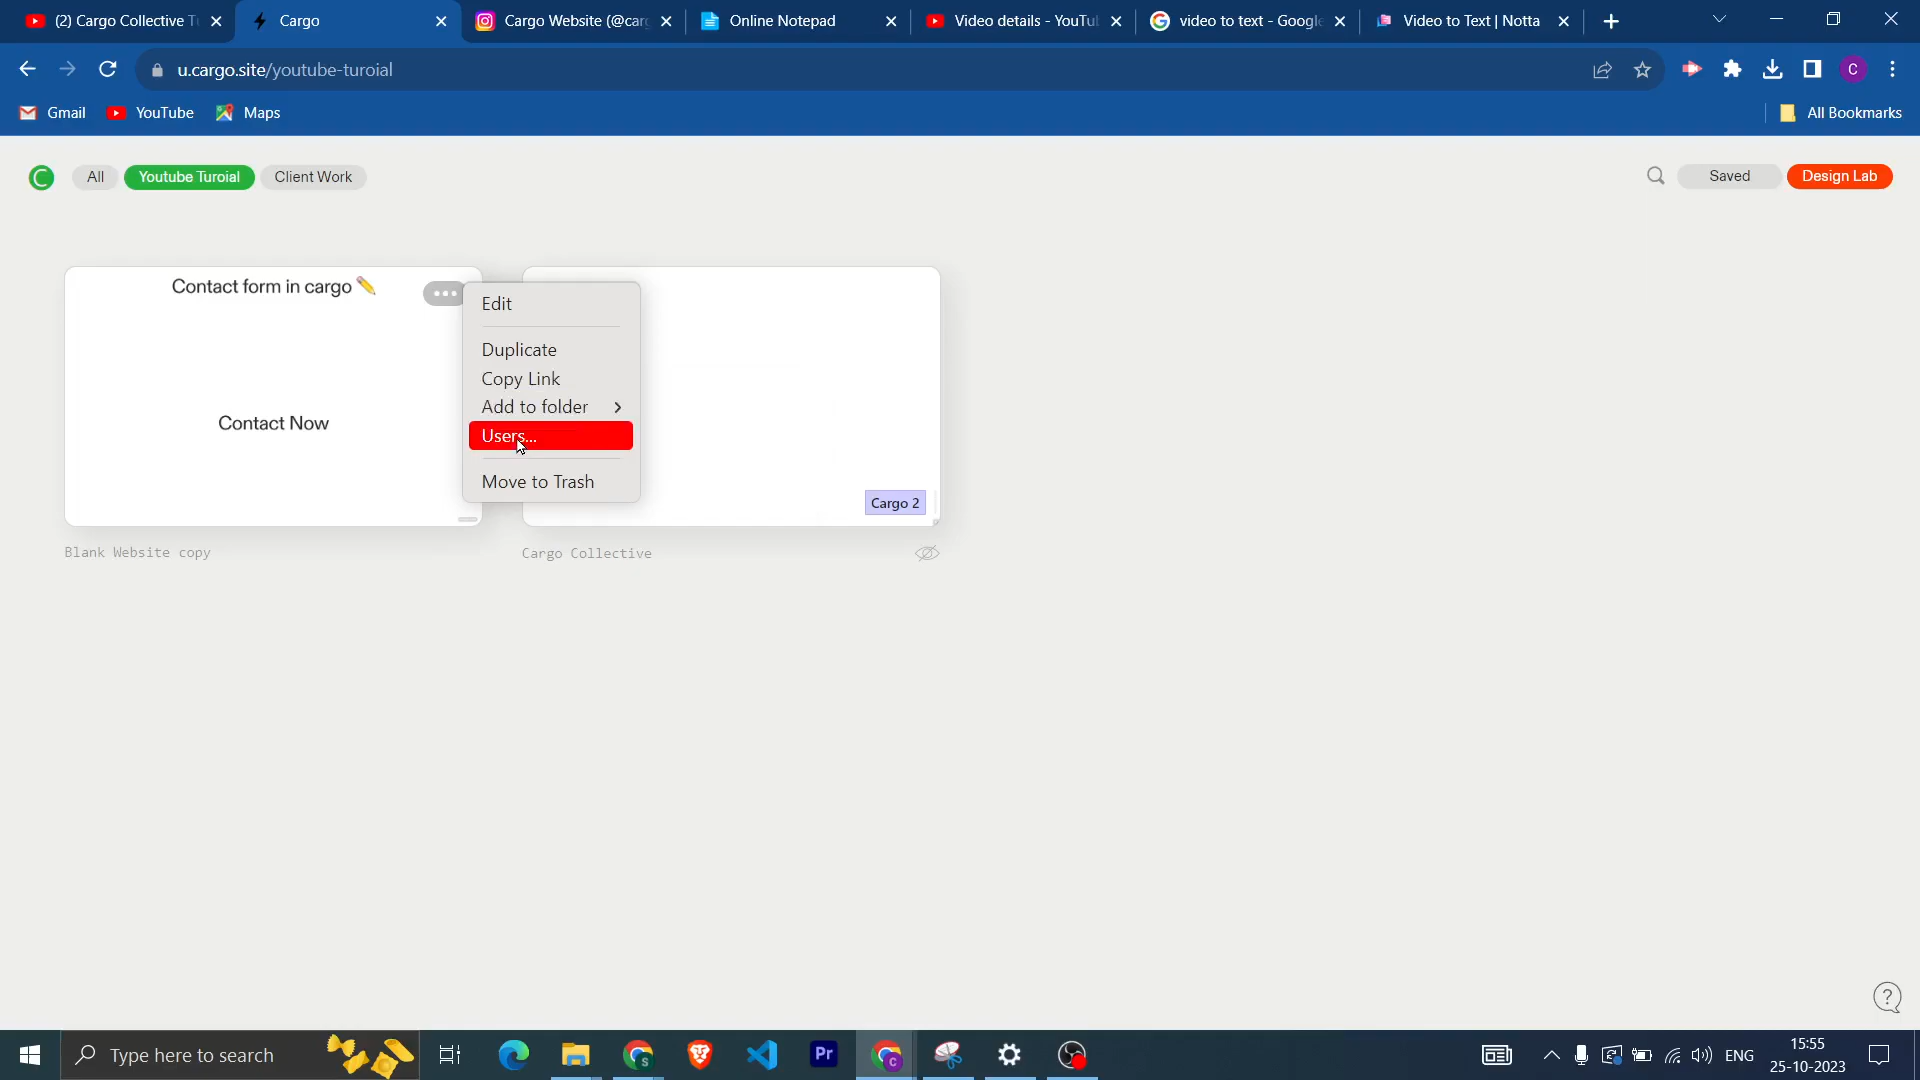 (2) Cargo Collective T
Cargo
Cargo Website (@carg
Online Notepad
Video details - YouTu
video to text - Google
Video to Text | Notta
u.cargo.site/youtube-turoial
C
Gmail
YouTube
Maps
All Bookmarks
C
All
Youtube Turoial
Client Work
Saved
Design Lab
Contact form in cargo ✏️
Contact Now
Edit
Duplicate
Copy Link
Add to folder
Users...
Move to Trash
Cargo 2
Blank Website copy
Cargo Collective
?
Type here to search
S
Pr
C
ENG
15:55
25-10-2023